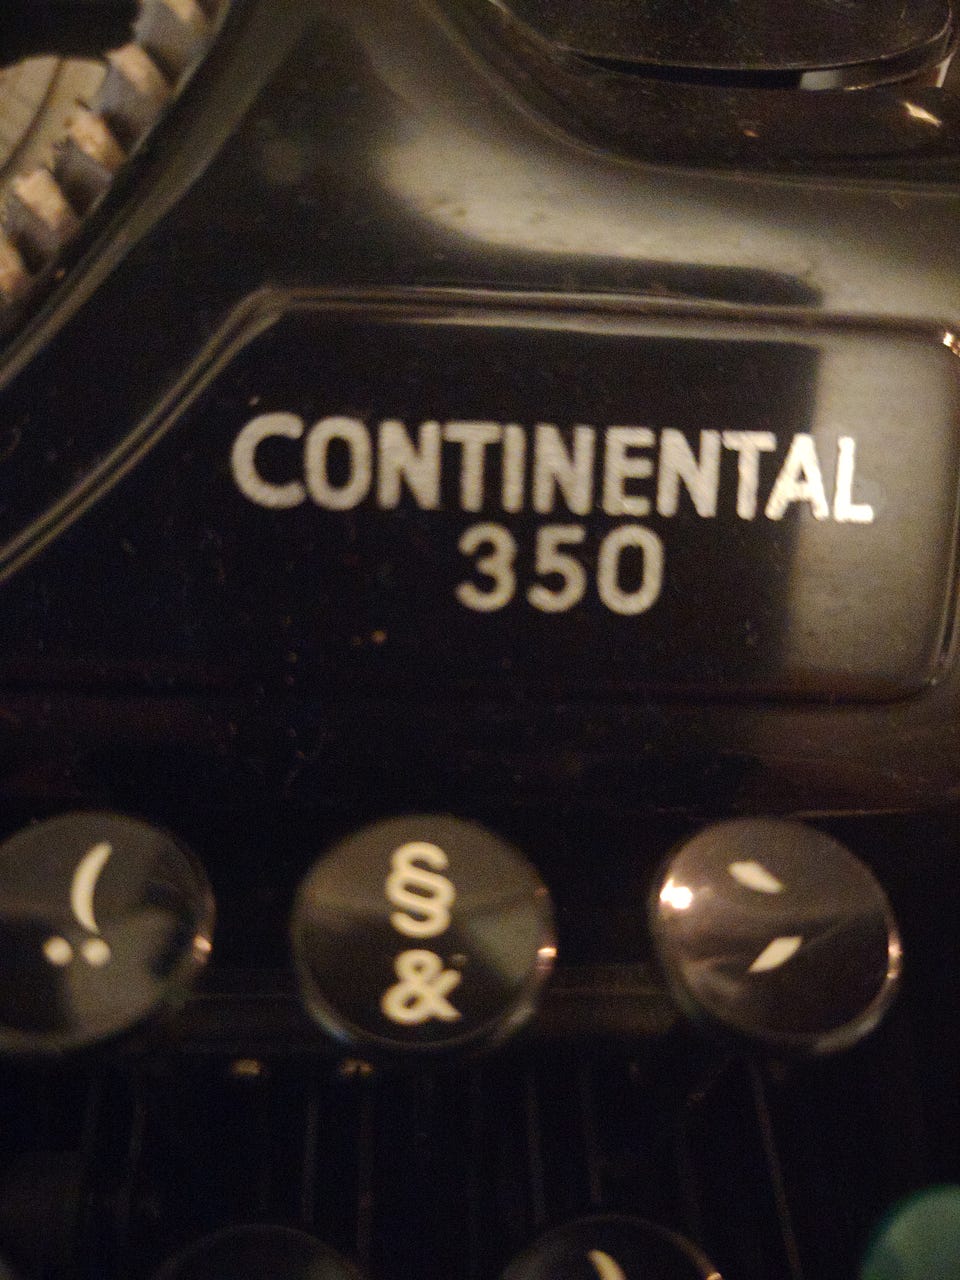 CONTINENTAL
350
( §  ̀
¨ & ´